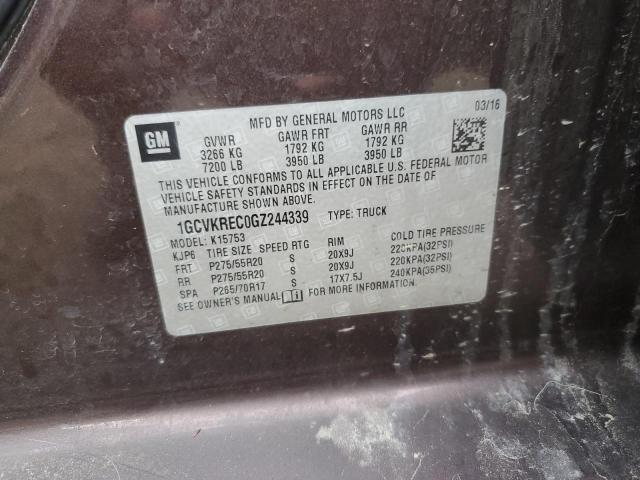 MFD BY GENERAL MOTORS LLC 03/16
GM
GVWR GAWR FRT GAWR RR
3266 KG 1792 KG 1792 KG
7200 LB 3950 LB 3950 LB
THIS VEHICLE CONFORMS TO ALL APPLICABLE U.S. FEDERAL MOTOR
VEHICLE SAFETY STANDARDS IN EFFECT ON THE DATE OF
MANUFACTURE SHOWN ABOVE.
1GCVKREC0GZ244339 TYPE: TRUCK
MODEL: K15753
KJP6 TIRE SIZE SPEED RTG RIM COLD TIRE PRESSURE
FRT P275/55R20 S 20X9J 220KPA(32PSI)
RR P275/55R20 S 20X9J 220KPA(32PSI)
SPA P265/70R17 S 17X7.5J 240KPA(35PSI)
SEE OWNER'S MANUAL FOR MORE INFORMATION.